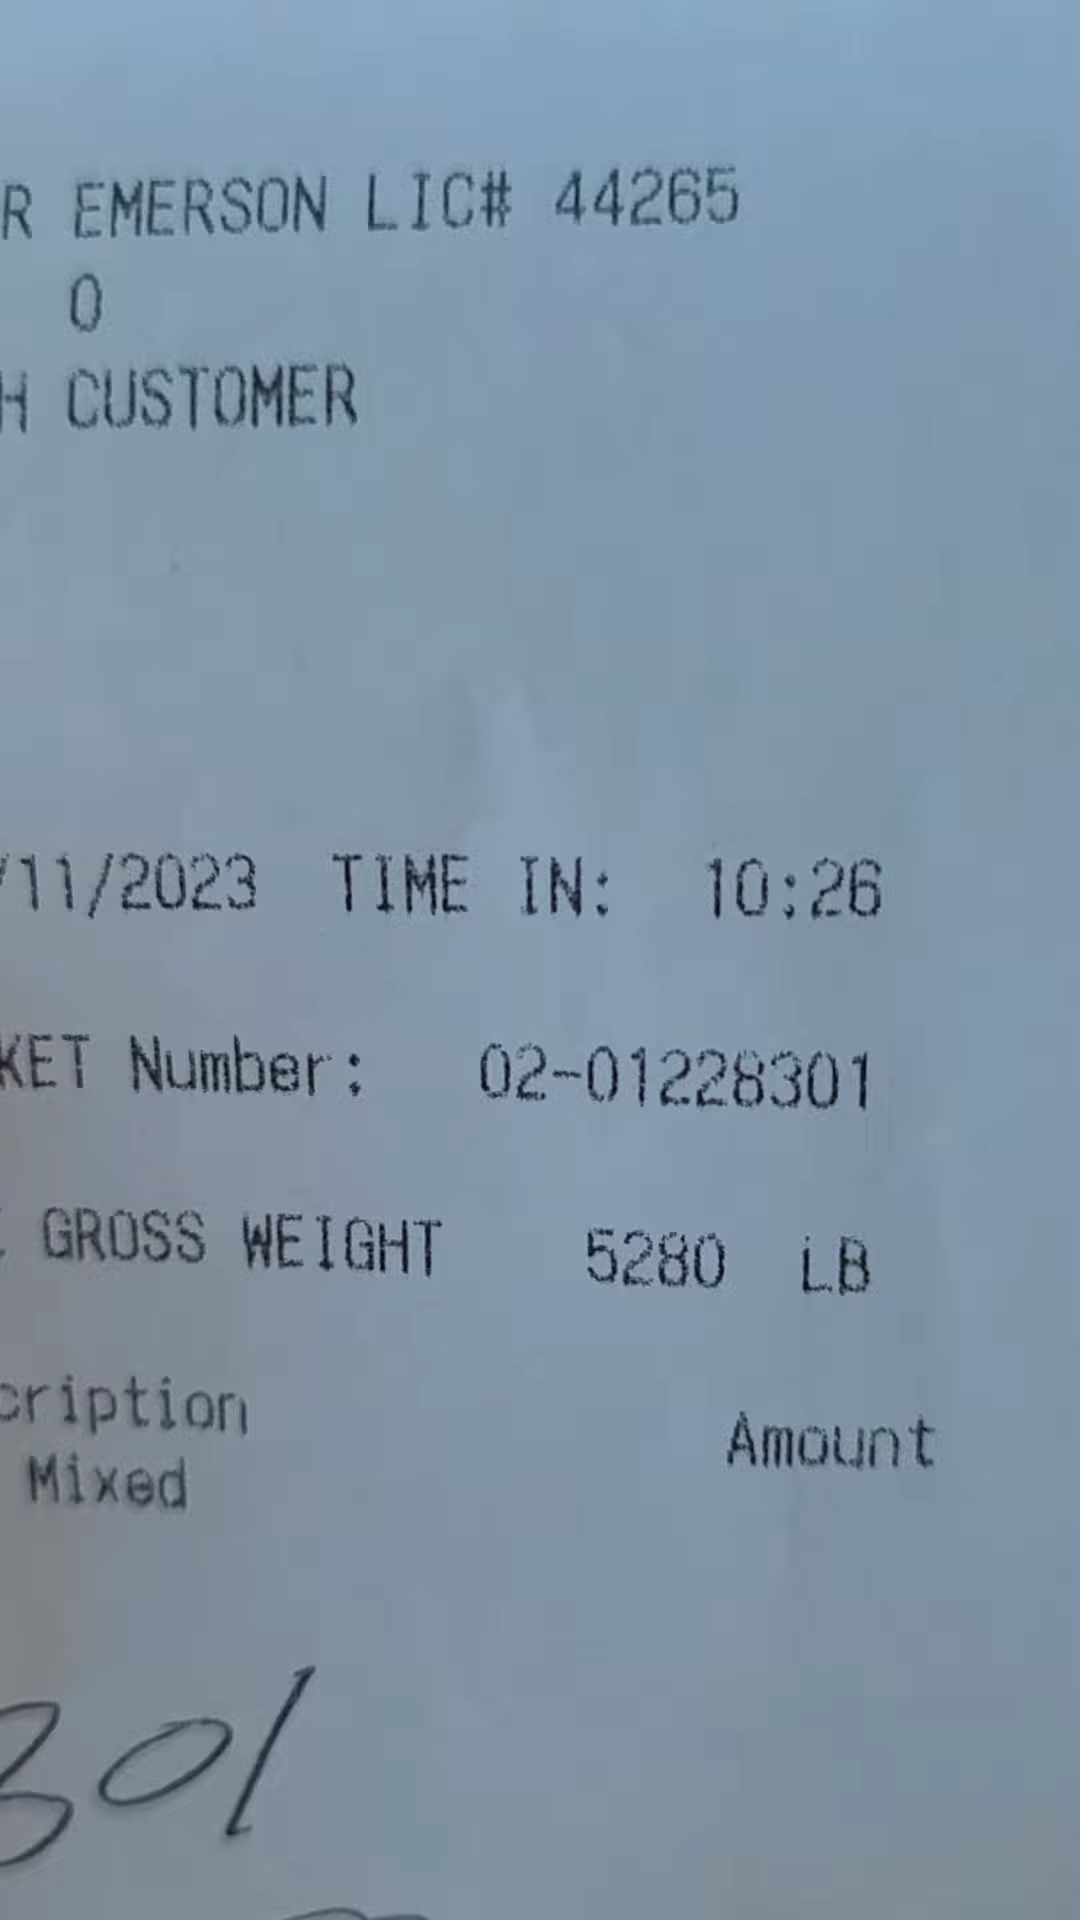 R EMERSON LIC# 44265
0
H CUSTOMER
/11/2023 TIME IN: 10:26
KET Number: 02-01228301
GROSS WEIGHT 5280 LB
cription Amount
Mixed
301